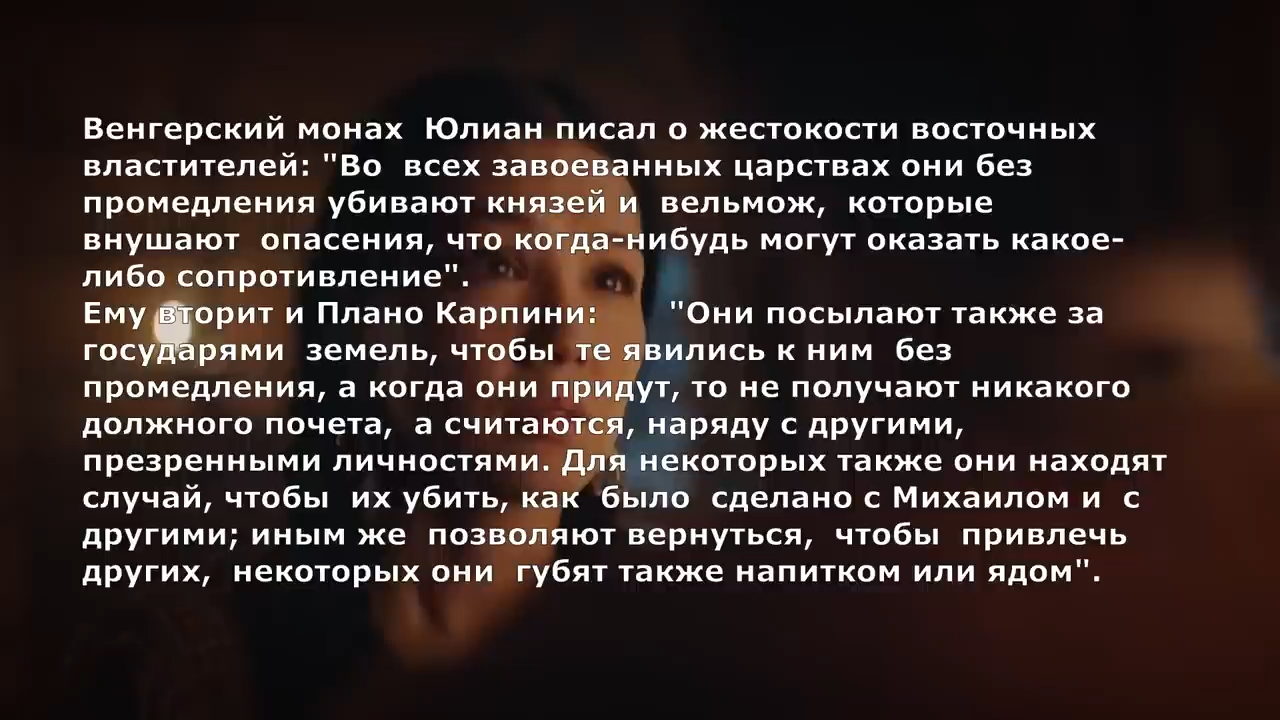 Венгерский монах  Юлиан писал о жестокости восточных
властителей: "Во  всех завоеванных царствах они без
промедления убивают князей и  вельмож,  которые
внушают  опасения, что когда-нибудь могут оказать какое-
либо сопротивление".
Ему вторит и Плано Карпини:       "Они посылают также за
государями  земель, чтобы  те явились к ним  без
промедления, а когда они придут, то не получают никакого
должного почета,  а считаются, наряду с другими,
презренными личностями. Для некоторых также они находят
случай, чтобы  их убить, как  было  сделано с Михаилом и  с
другими; иным же  позволяют вернуться,  чтобы  привлечь
других,  некоторых они  губят также напитком или ядом".